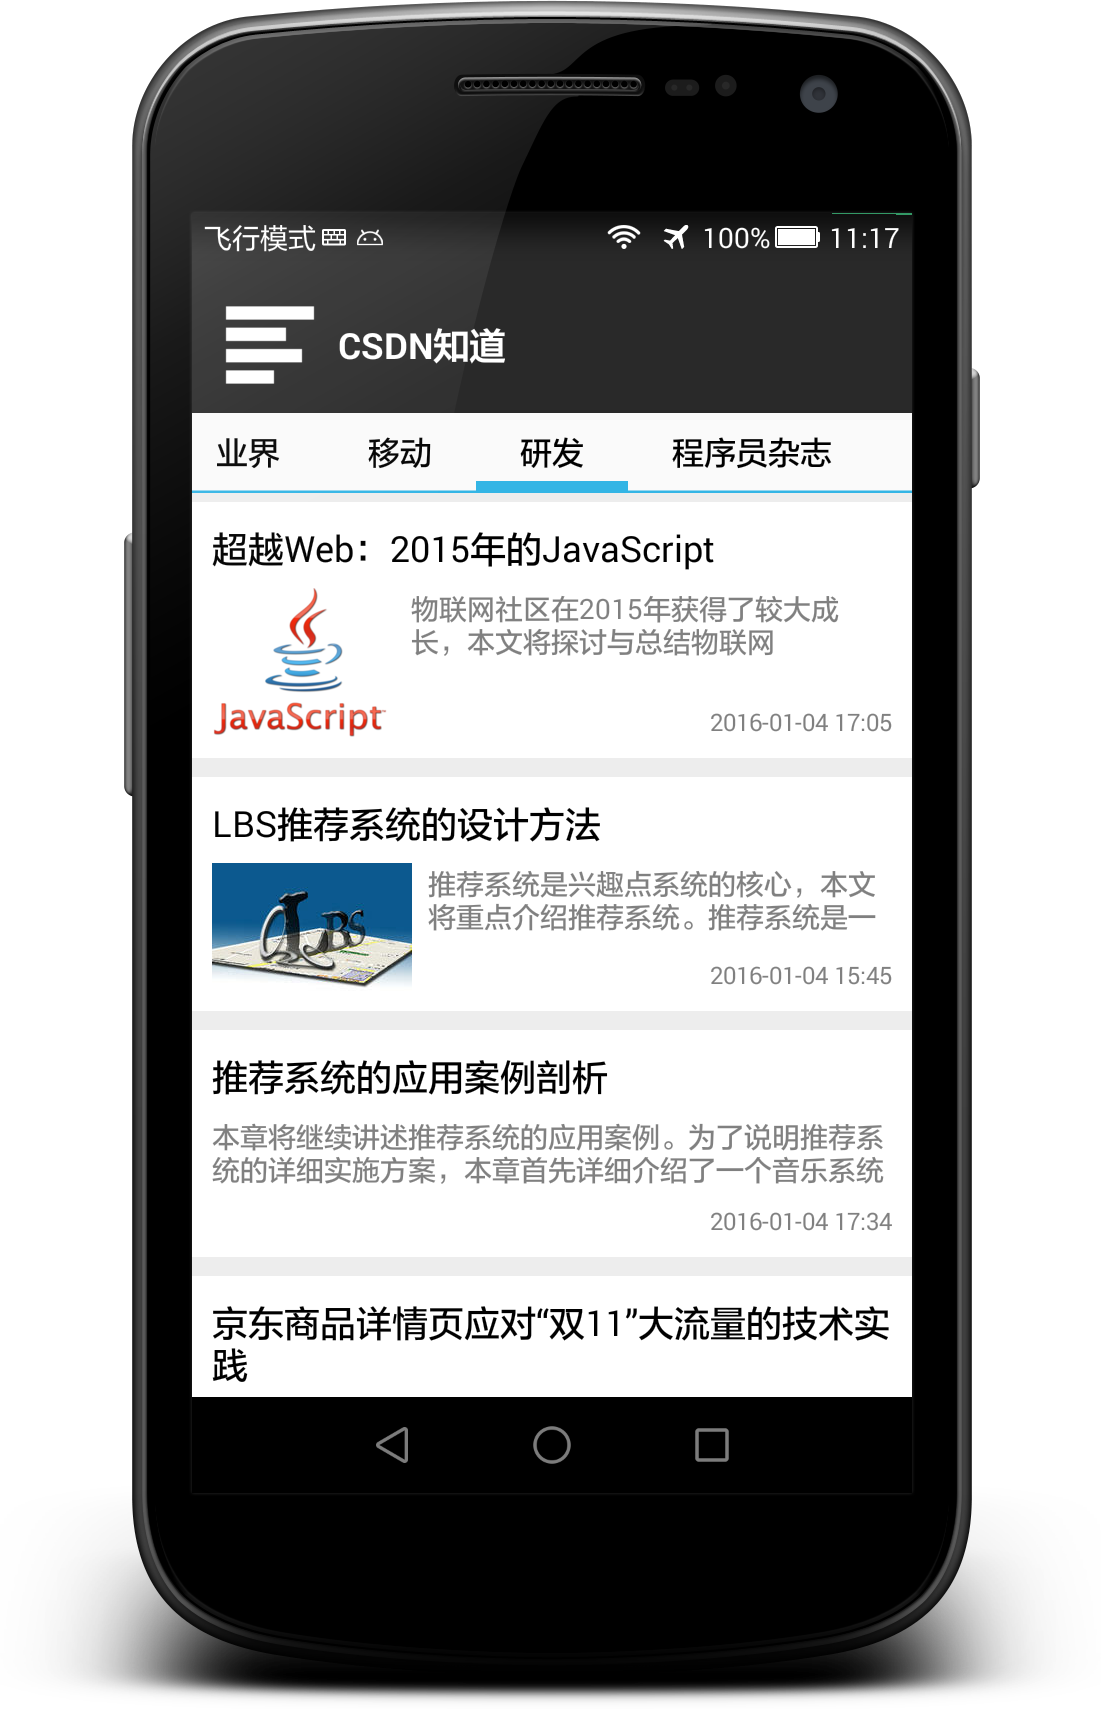 飞行模式 100% 11:17
CSDN知道
业界 移动 研发 程序员杂志
超越Web：2015年的JavaScript
物联网社区在2015年获得了较大成
长，本文将探讨与总结物联网
JavaScript
2016-01-04 17:05
LBS推荐系统的设计方法
推荐系统是兴趣点系统的核心，本文
将重点介绍推荐系统。推荐系统是一
LBS
2016-01-04 15:45
推荐系统的应用案例剖析
本章将继续讲述推荐系统的应用案例。为了说明推荐系
统的详细实施方案，本章首先详细介绍了一个音乐系统
2016-01-04 17:34
京东商品详情页应对“双11”大流量的技术实
践